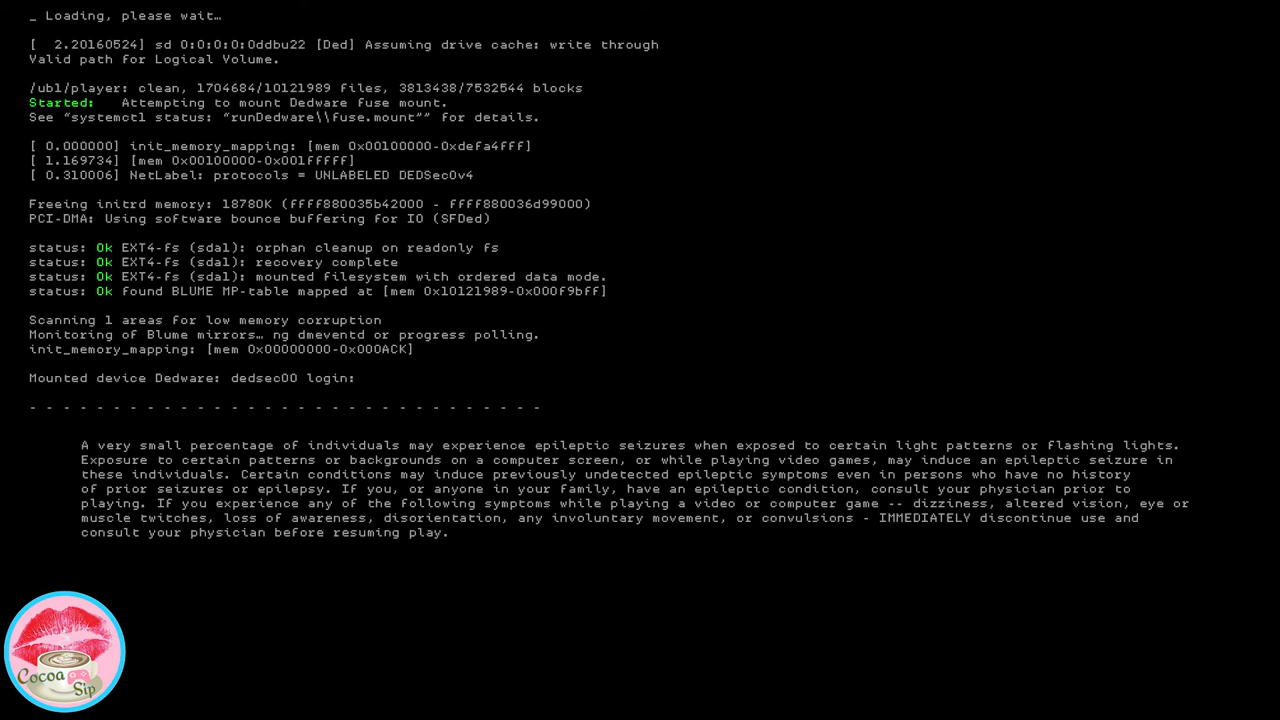 _ Loading, please wait…
[  2.20160524] sd 0:0:0:0:0ddbu22 [Ded] Assuming drive cache: write through
Valid path for Logical Volume.
/ubl/player: clean, 1704684/10121989 files, 3813438/7532544 blocks
Started:   Attempting to mount Dedware fuse mount.
See “systemctl status: “runDedware\\fuse.mount”” for details.
[ 0.000000] init_memory_mapping: [mem 0x00100000-0xdefa4fff]
[ 1.169734] [mem 0x00100000-0x001fffff]
[ 0.310006] NetLabel: protocols = UNLABELED DEDSec0v4
Freeing initrd memory: 18780K (ffff880035b42000 - ffff880036d99000)
PCI-DMA: Using software bounce buffering for IO (SFDed)
status: Ok EXT4-fs (sda1): orphan cleanup on readonly fs
status: Ok EXT4-fs (sda1): recovery complete
status: Ok EXT4-fs (sda1): mounted filesystem with ordered data mode.
status: Ok found BLUME MP-table mapped at [mem 0x10121989-0x000f9bff]
Scanning 1 areas for low memory corruption
Monitoring of Blume mirrors… ng dmeventd or progress polling.
init_memory_mapping: [mem 0x00000000-0x000ACK]
Mounted device Dedware: dedsec00 login:
- - - - - - - - - - - - - - - - - - - - - - - - - - - - - - -
A very small percentage of individuals may experience epileptic seizures when exposed to certain light patterns or flashing lights.
Exposure to certain patterns or backgrounds on a computer screen, or while playing video games, may induce an epileptic seizure in
these individuals. Certain conditions may induce previously undetected epileptic symptoms even in persons who have no history
of prior seizures or epilepsy. If you, or anyone in your family, have an epileptic condition, consult your physician prior to
playing. If you experience any of the following symptoms while playing a video or computer game -- dizziness, altered vision, eye or
muscle twitches, loss of awareness, disorientation, any involuntary movement, or convulsions - IMMEDIATELY discontinue use and
consult your physician before resuming play.
Cocoa
Sip